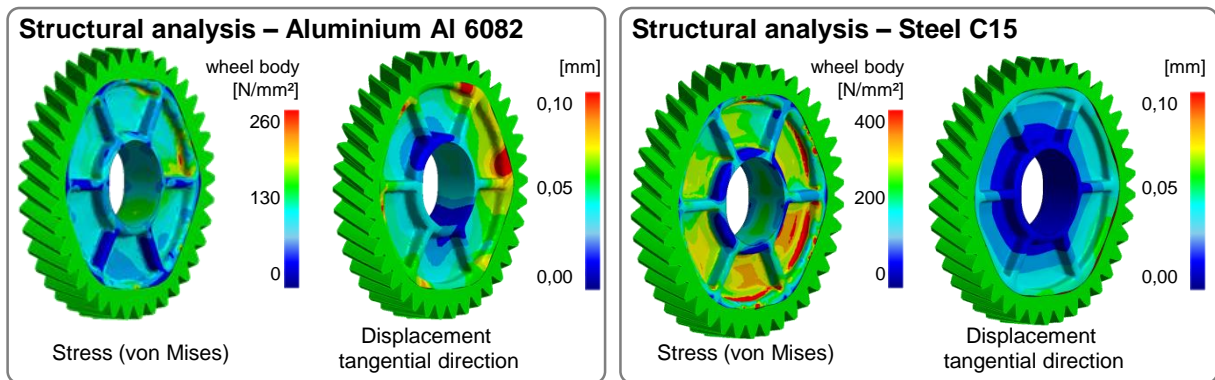 Structural analysis – Aluminium Al 6082
wheel body
[N/mm²]
260
130
0
[mm]
0,10
0,05
0,00
Stress (von Mises)
Displacement
tangential direction
Structural analysis – Steel C15
wheel body
[N/mm²]
400
200
0
[mm]
0,10
0,05
0,00
Stress (von Mises)
Displacement
tangential direction